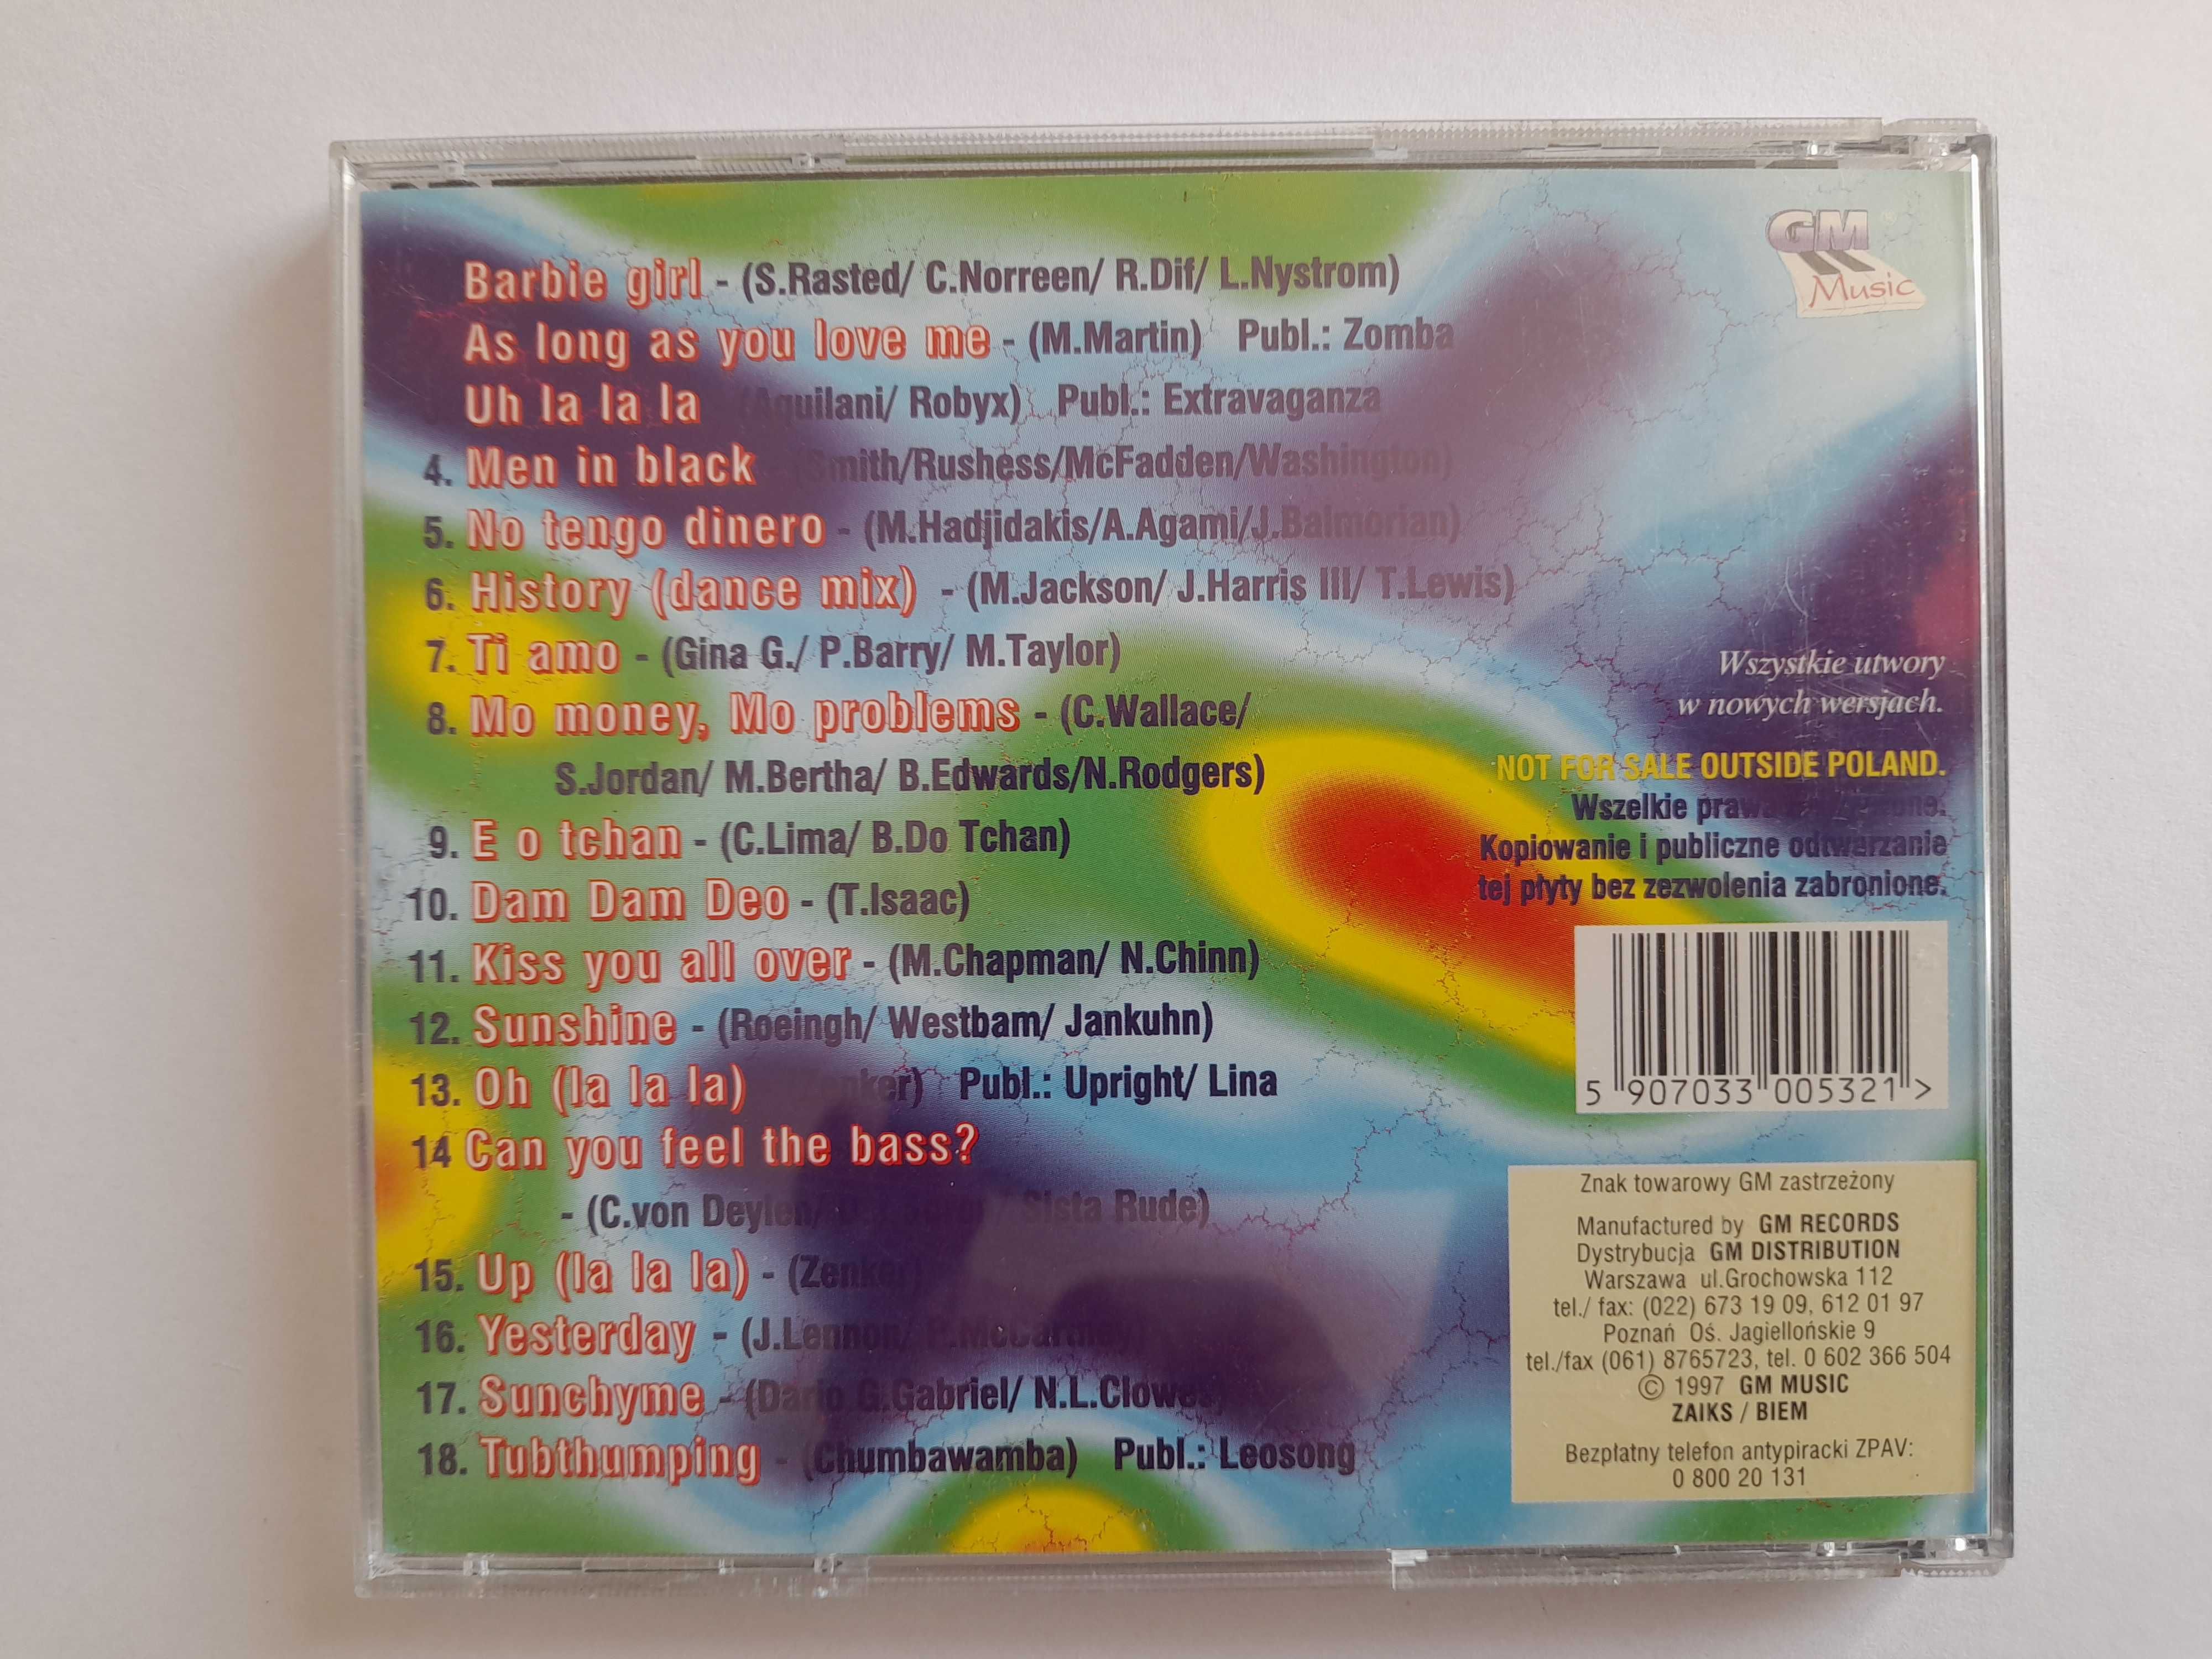 GM
Music
Barbie girl - (S.Rasted/ C.Norreen/ R.Dif/ L.Nystrom)
As long as you love me - (M.Martin) Publ.: Zomba
Uh la la la (Aquilani/ Robyx) Publ.: Extravaganza
4. Men in black - (Smith/Rushess/McFadden/Washington)
5. No tengo dinero - (M.Hadjidakis/A.Agami/J.Balmorian)
6. History (dance mix) - (M.Jackson/ J.Harris III/ T.Lewis)
7. Ti amo - (Gina G./ P.Barry/ M.Taylor)
8. Mo money, Mo problems - (C.Wallace/
S.Jordan/ M.Bertha/ B.Edwards/N.Rodgers)
9. E o tchan - (C.Lima/ B.Do Tchan)
10. Dam Dam Deo - (T.Isaac)
11. Kiss you all over - (M.Chapman/ N.Chinn)
12. Sunshine - (Roeingh/ Westbam/ Jankuhn)
13. Oh (la la la) Publ.: Upright/ Lina
14 Can you feel the bass?
- (C.von Deylen/ Sista Rude)
15. Up (la la la) - (Zenker)
16. Yesterday - (J.Lennon/ P.McCartney)
17. Sunchyme - (Dario G.Gabriel/ N.L.Clowes)
18. Tubthumping - (Chumbawamba) Publ.: Leosong
Wszystkie utwory
w nowych wersjach.
NOT FOR SALE OUTSIDE POLAND.
Wszelkie prawa
Kopiowanie i publiczne odtwarzanie
tej płyty bez zezwolenia zabronione.
5 907033 005321 >
Znak towarowy GM zastrzeżony
Manufactured by GM RECORDS
Dystrybucja GM DISTRIBUTION
Warszawa ul.Grochowska 112
tel./ fax: (022) 673 19 09, 612 01 97
Poznań Oś. Jagiellońskie 9
tel./fax (061) 8765723, tel. 0 602 366 504
© 1997 GM MUSIC
ZAIKS / BIEM
Bezpłatny telefon antypiracki ZPAV:
0 800 20 131